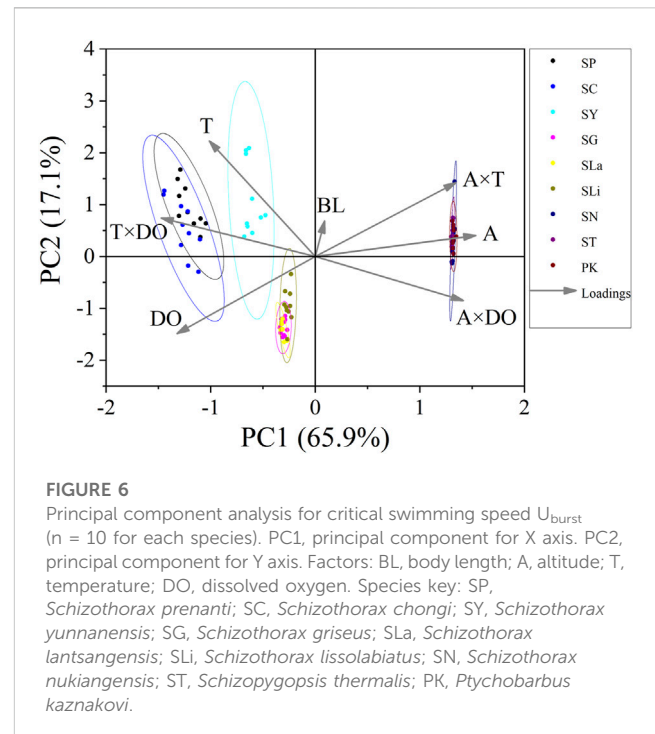 4
3
2
1
0
-1
-2
PC2 (17.1%)
-2
-1
0
1
2
PC1 (65.9%)
T
BL
A×T
T×DO
A
DO
A×DO
SP
SC
SY
SG
SLa
SLi
SN
ST
PK
Loadings
FIGURE 6
Principal component analysis for critical swimming speed U_burst
(n = 10 for each species). PC1, principal component for X axis. PC2,
principal component for Y axis. Factors: BL, body length; A, altitude; T,
temperature; DO, dissolved oxygen. Species key: SP,
Schizothorax prenanti; SC, Schizothorax chongi; SY, Schizothorax
yunnanensis; SG, Schizothorax griseus; SLa, Schizothorax
lantsangensis; SLi, Schizothorax lissolabiatus; SN, Schizothorax
nukiangensis; ST, Schizopygopsis thermalis; PK, Ptychobarbus
kaznakovi.